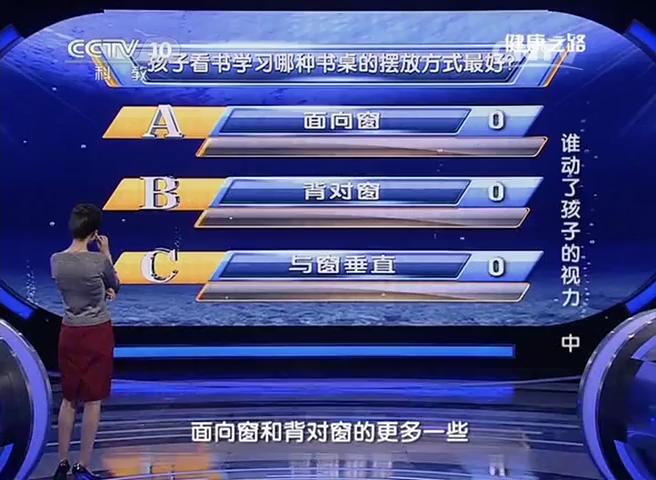 CCTV 10
科教
健康之路
孩子看书学习哪种书桌的摆放方式最好?
A 面向窗 0
B 背对窗 0
C 与窗垂直 0
谁动了孩子的视力 中
面向窗和背对窗的更多一些